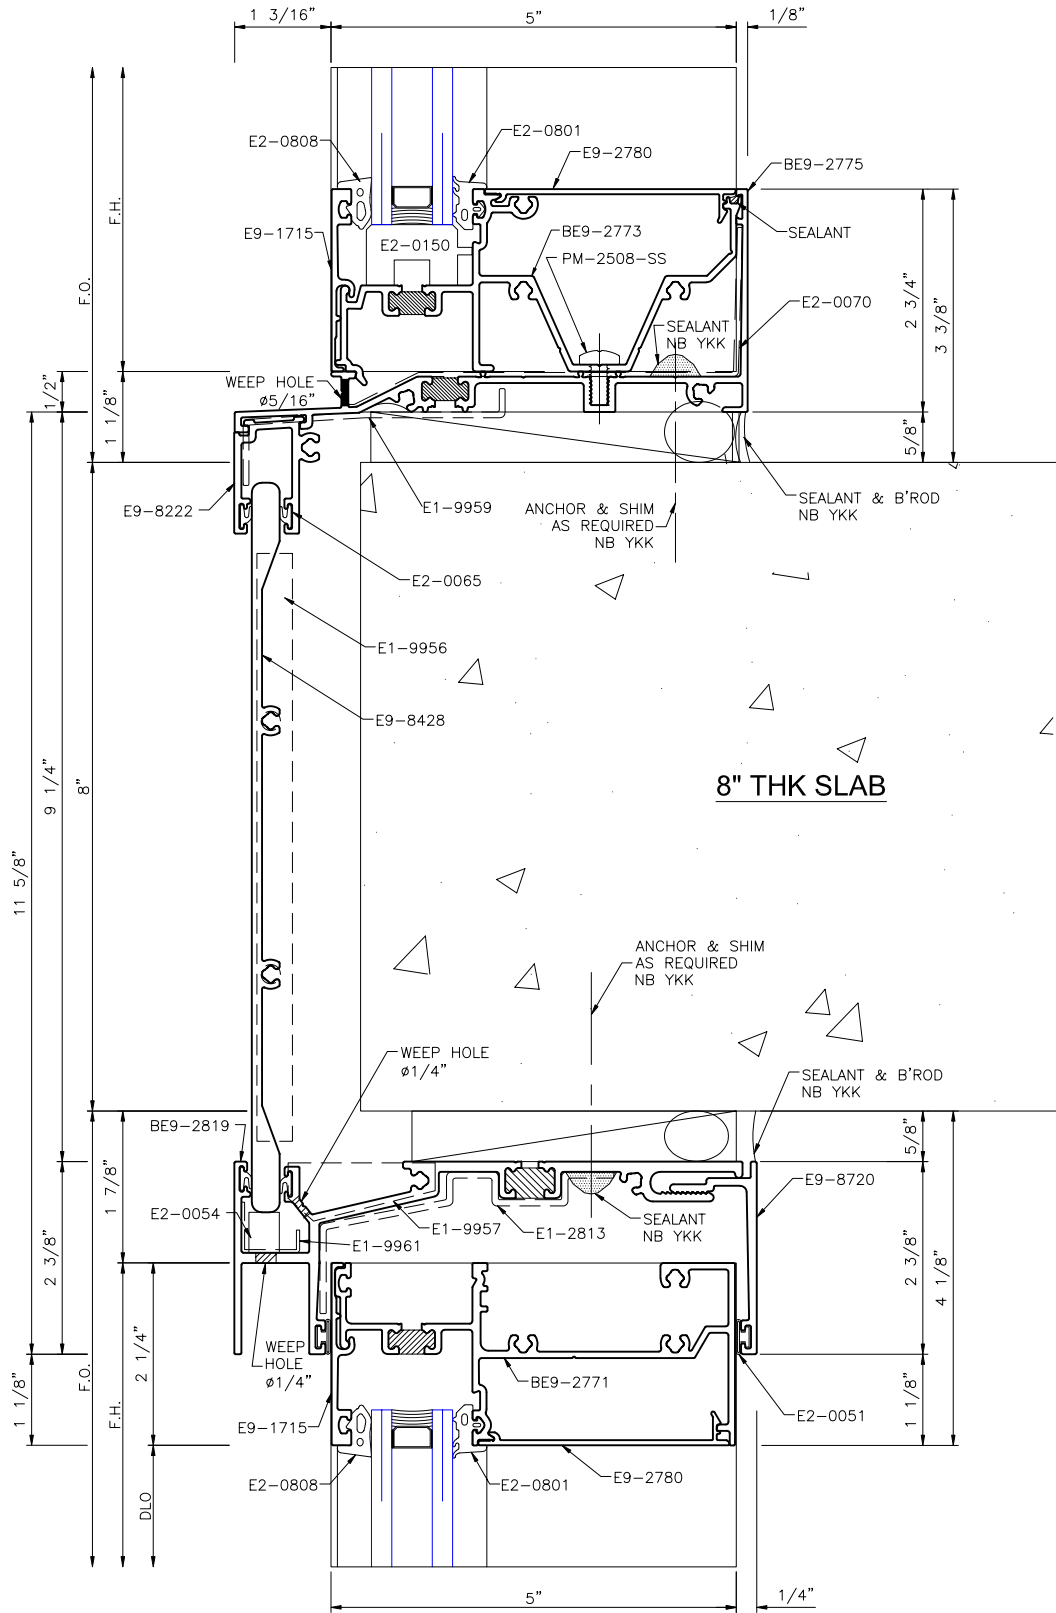 1 3/16"
5"
1/8"
E2-0808
E2-0801
E9-2780
BE9-2775
F.H.
F.O.
E9-1715
E2-0150
BE9-2773
PM-2508-SS
SEALANT
E2-0070
2 3/4"
3 3/8"
SEALANT
NB YKK
WEEP HOLE
ø5/16"
1/2"
1 1/8"
5/8"
E9-8222
E1-9959
ANCHOR & SHIM
AS REQUIRED
NB YKK
SEALANT & B'ROD
NB YKK
E2-0065
E1-9956
E9-8428
8" THK SLAB
9 1/4"
8"
11 5/8"
ANCHOR & SHIM
AS REQUIRED
NB YKK
WEEP HOLE
ø1/4"
SEALANT & B'ROD
NB YKK
BE9-2819
1 7/8"
5/8"
E9-8720
E2-0054
E1-9957
E1-2813
SEALANT
NB YKK
E1-9961
2 3/8"
2 3/8"
4 1/8"
WEEP
HOLE
ø1/4"
BE9-2771
2 1/4"
1 1/8"
F.O.
F.H.
1 1/8"
E2-0051
E9-1715
E2-0808
E2-0801
E9-2780
DLO
5"
1/4"